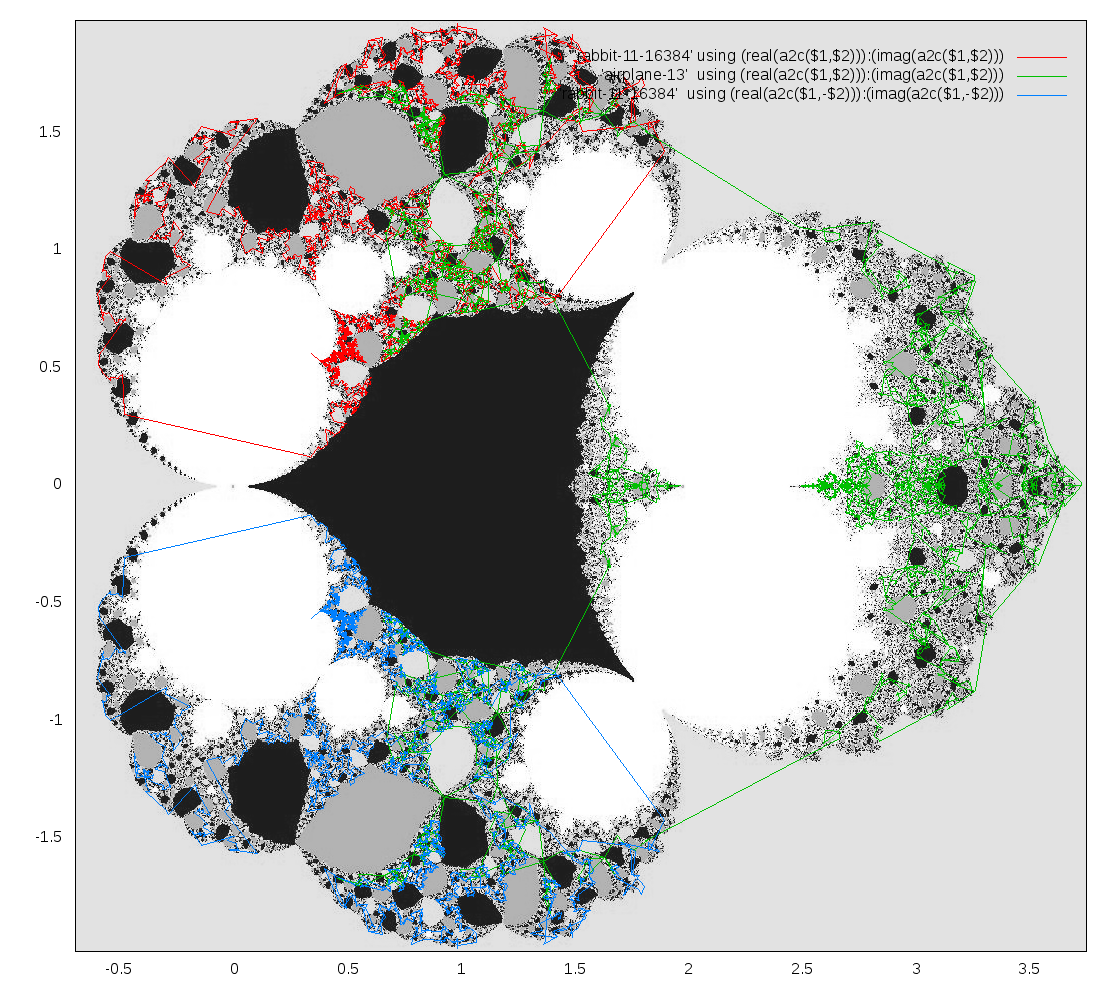 rabbit-11-16384' using (real(a2c($1,$2))):(imag(a2c($1,$2)))
'airplane-13' using (real(a2c($1,$2))):(imag(a2c($1,$2)))
using (real(a2c($1,-$2))):(imag(a2c($1,-$2)))
1.5
1
0.5
0
-0.5
-1
-1.5
-0.5 0 0.5 1 1.5 2 2.5 3 3.5